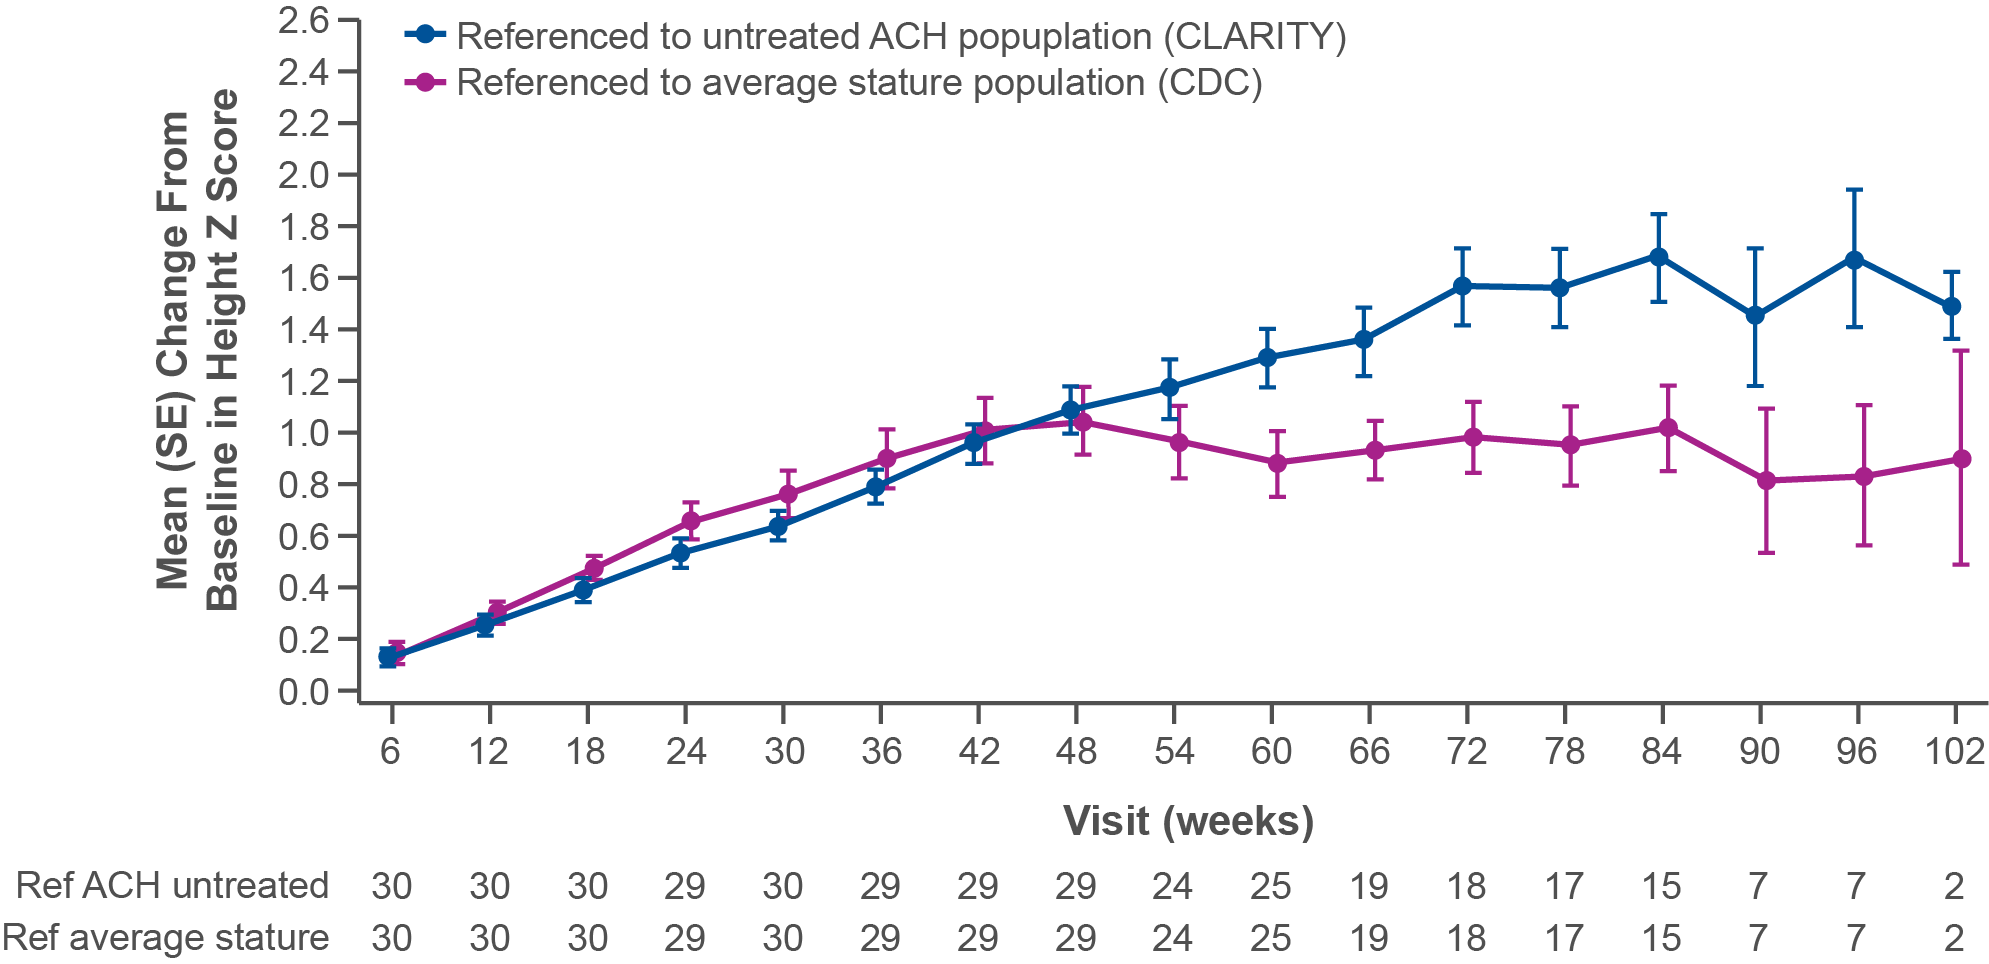 2.6
2.4
2.2
2.0
1.8
1.6
1.4
1.2
1.0
0.8
0.6
0.4
0.2
0.0
Mean (SE) Change From
Baseline in Height Z Score
Referenced to untreated ACH popuplation (CLARITY)
Referenced to average stature population (CDC)
6 12 18 24 30 36 42 48 54 60 66 72 78 84 90 96 102
Visit (weeks)
Ref ACH untreated 30 30 30 29 30 29 29 29 24 25 19 18 17 15 7 7 2
Ref average stature 30 30 30 29 30 29 29 29 24 25 19 18 17 15 7 7 2